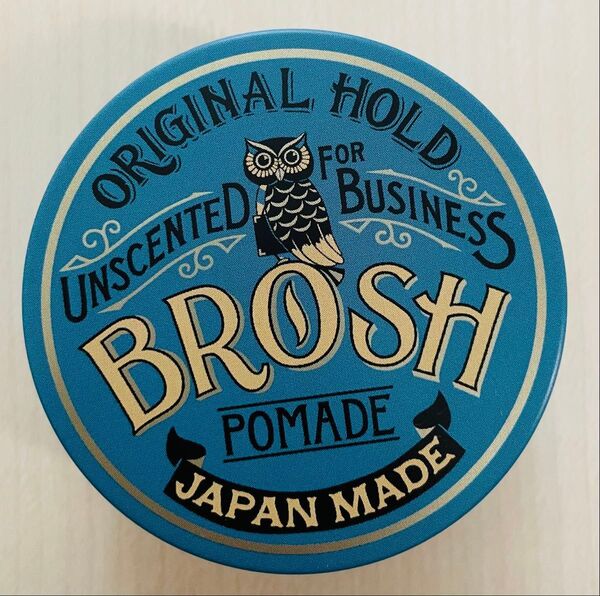 ORIGINAL HOLD
UNSCENTED FOR BUSINESS
BROSH
POMADE
JAPAN MADE